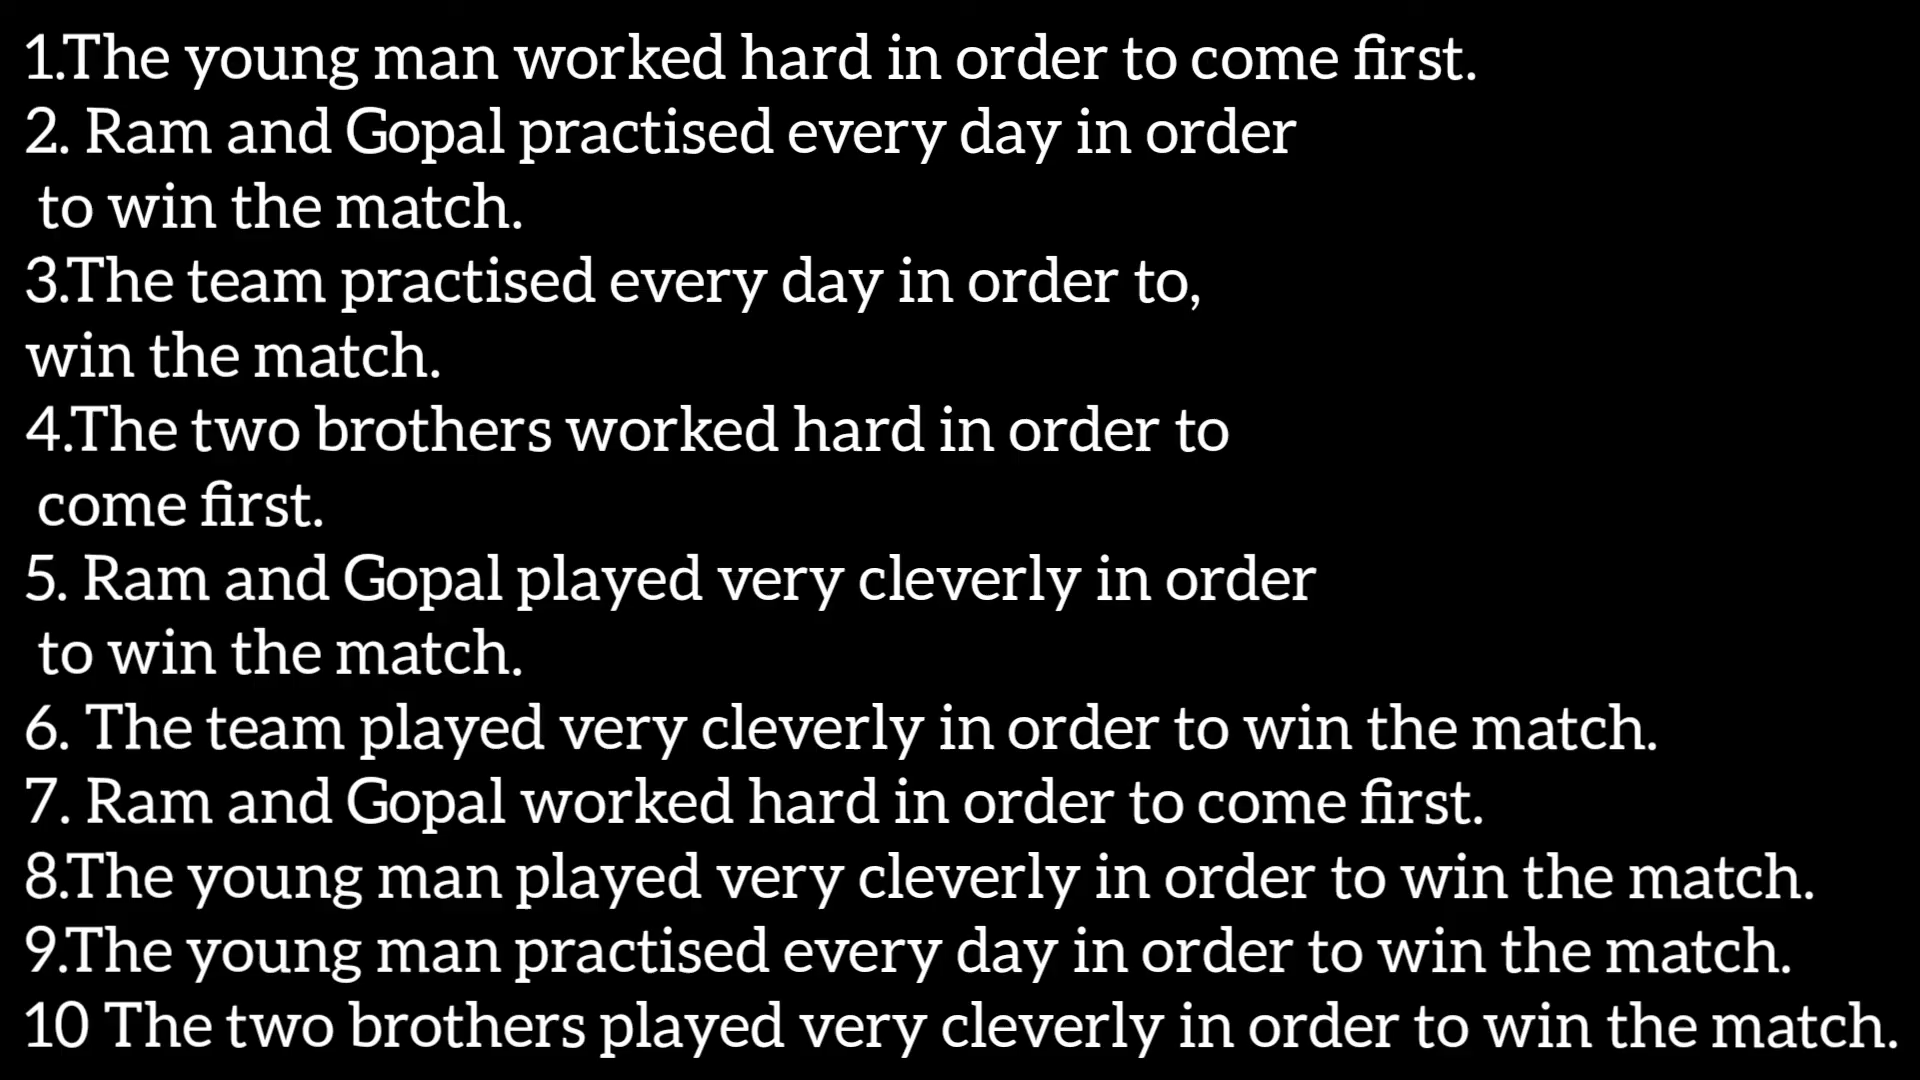 1.The young man worked hard in order to come first.
2. Ram and Gopal practised every day in order
to win the match.
3.The team practised every day in order to,
win the match.
4.The two brothers worked hard in order to
come first.
5. Ram and Gopal played very cleverly in order
to win the match.
6. The team played very cleverly in order to win the match.
7. Ram and Gopal worked hard in order to come first.
8.The young man played very cleverly in order to win the match.
9.The young man practised every day in order to win the match.
10 The two brothers played very cleverly in order to win the match.